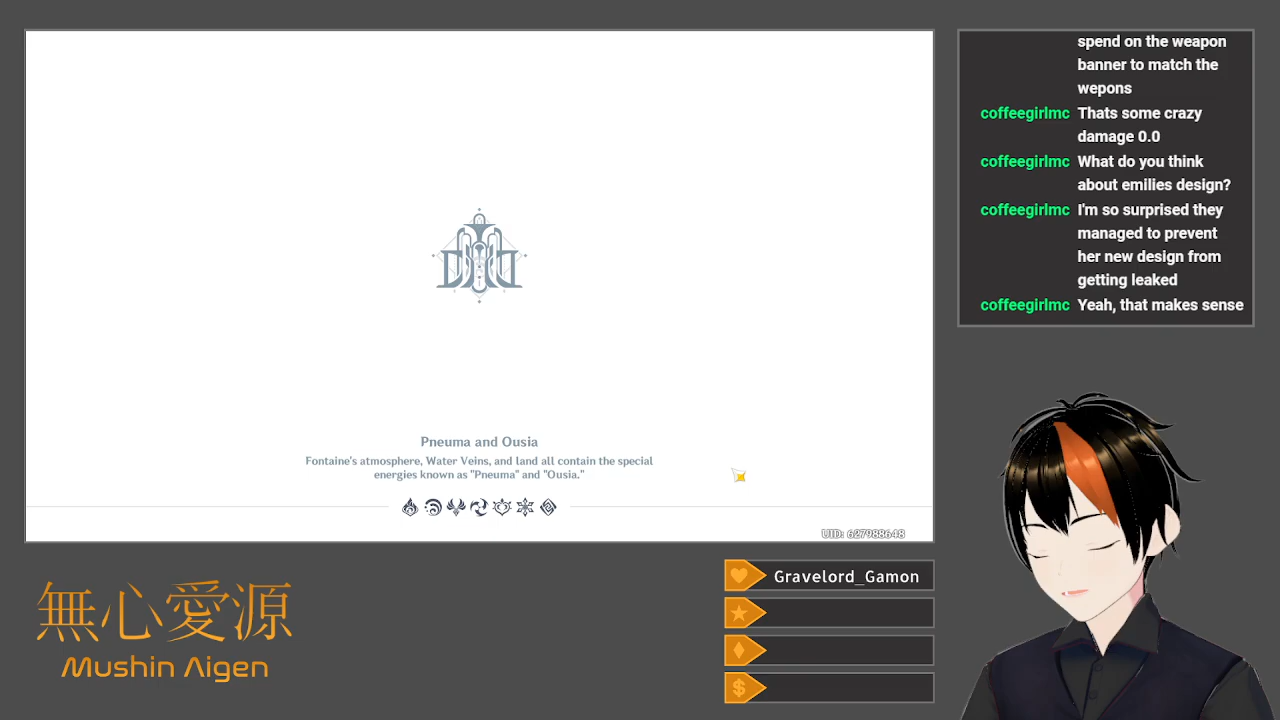 Pneuma and Ousia
Fontaine's atmosphere, Water Veins, and land all contain the special
energies known as "Pneuma" and "Ousia."
UID: 627988648
spend on the weapon
banner to match the
wepons
coffeegirlmc Thats some crazy
damage 0.0
coffeegirlmc What do you think
about emilies design?
coffeegirlmc I'm so surprised they
managed to prevent
her new design from
getting leaked
coffeegirlmc Yeah, that makes sense
無心愛源
Mushin Aigen
Gravelord_Gamon